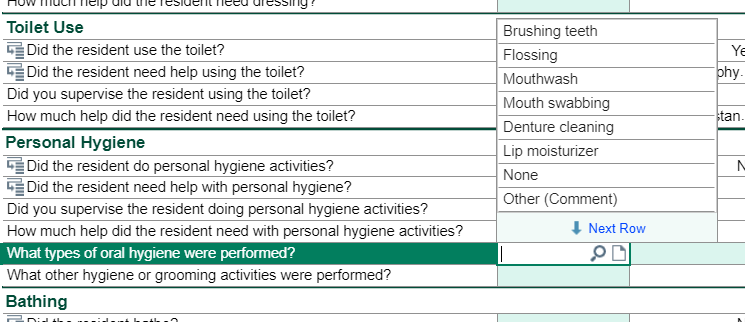 How much help did the resident need dressing?
Toilet Use
Brushing teeth
Did the resident use the toilet?
Flossing
Did the resident need help using the toilet?
Mouthwash
Did you supervise the resident using the toilet?
Mouth swabbing
How much help did the resident need using the toilet?
Denture cleaning
Personal Hygiene
Lip moisturizer
Did the resident do personal hygiene activities?
None
Did the resident need help with personal hygiene?
Other (Comment)
Did you supervise the resident doing personal hygiene activities?
How much help did the resident need with personal hygiene activities?
Next Row
What types of oral hygiene were performed?
What other hygiene or grooming activities were performed?
Bathing
Did the resident bathe?